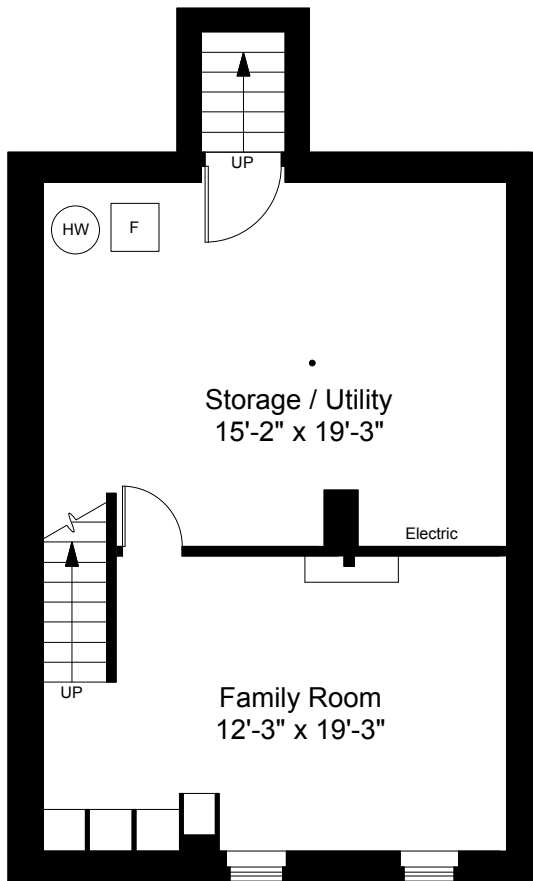 UP
HW
F
Storage / Utility
15'-2" x 19'-3"
Electric
UP
Family Room
12'-3" x 19'-3"